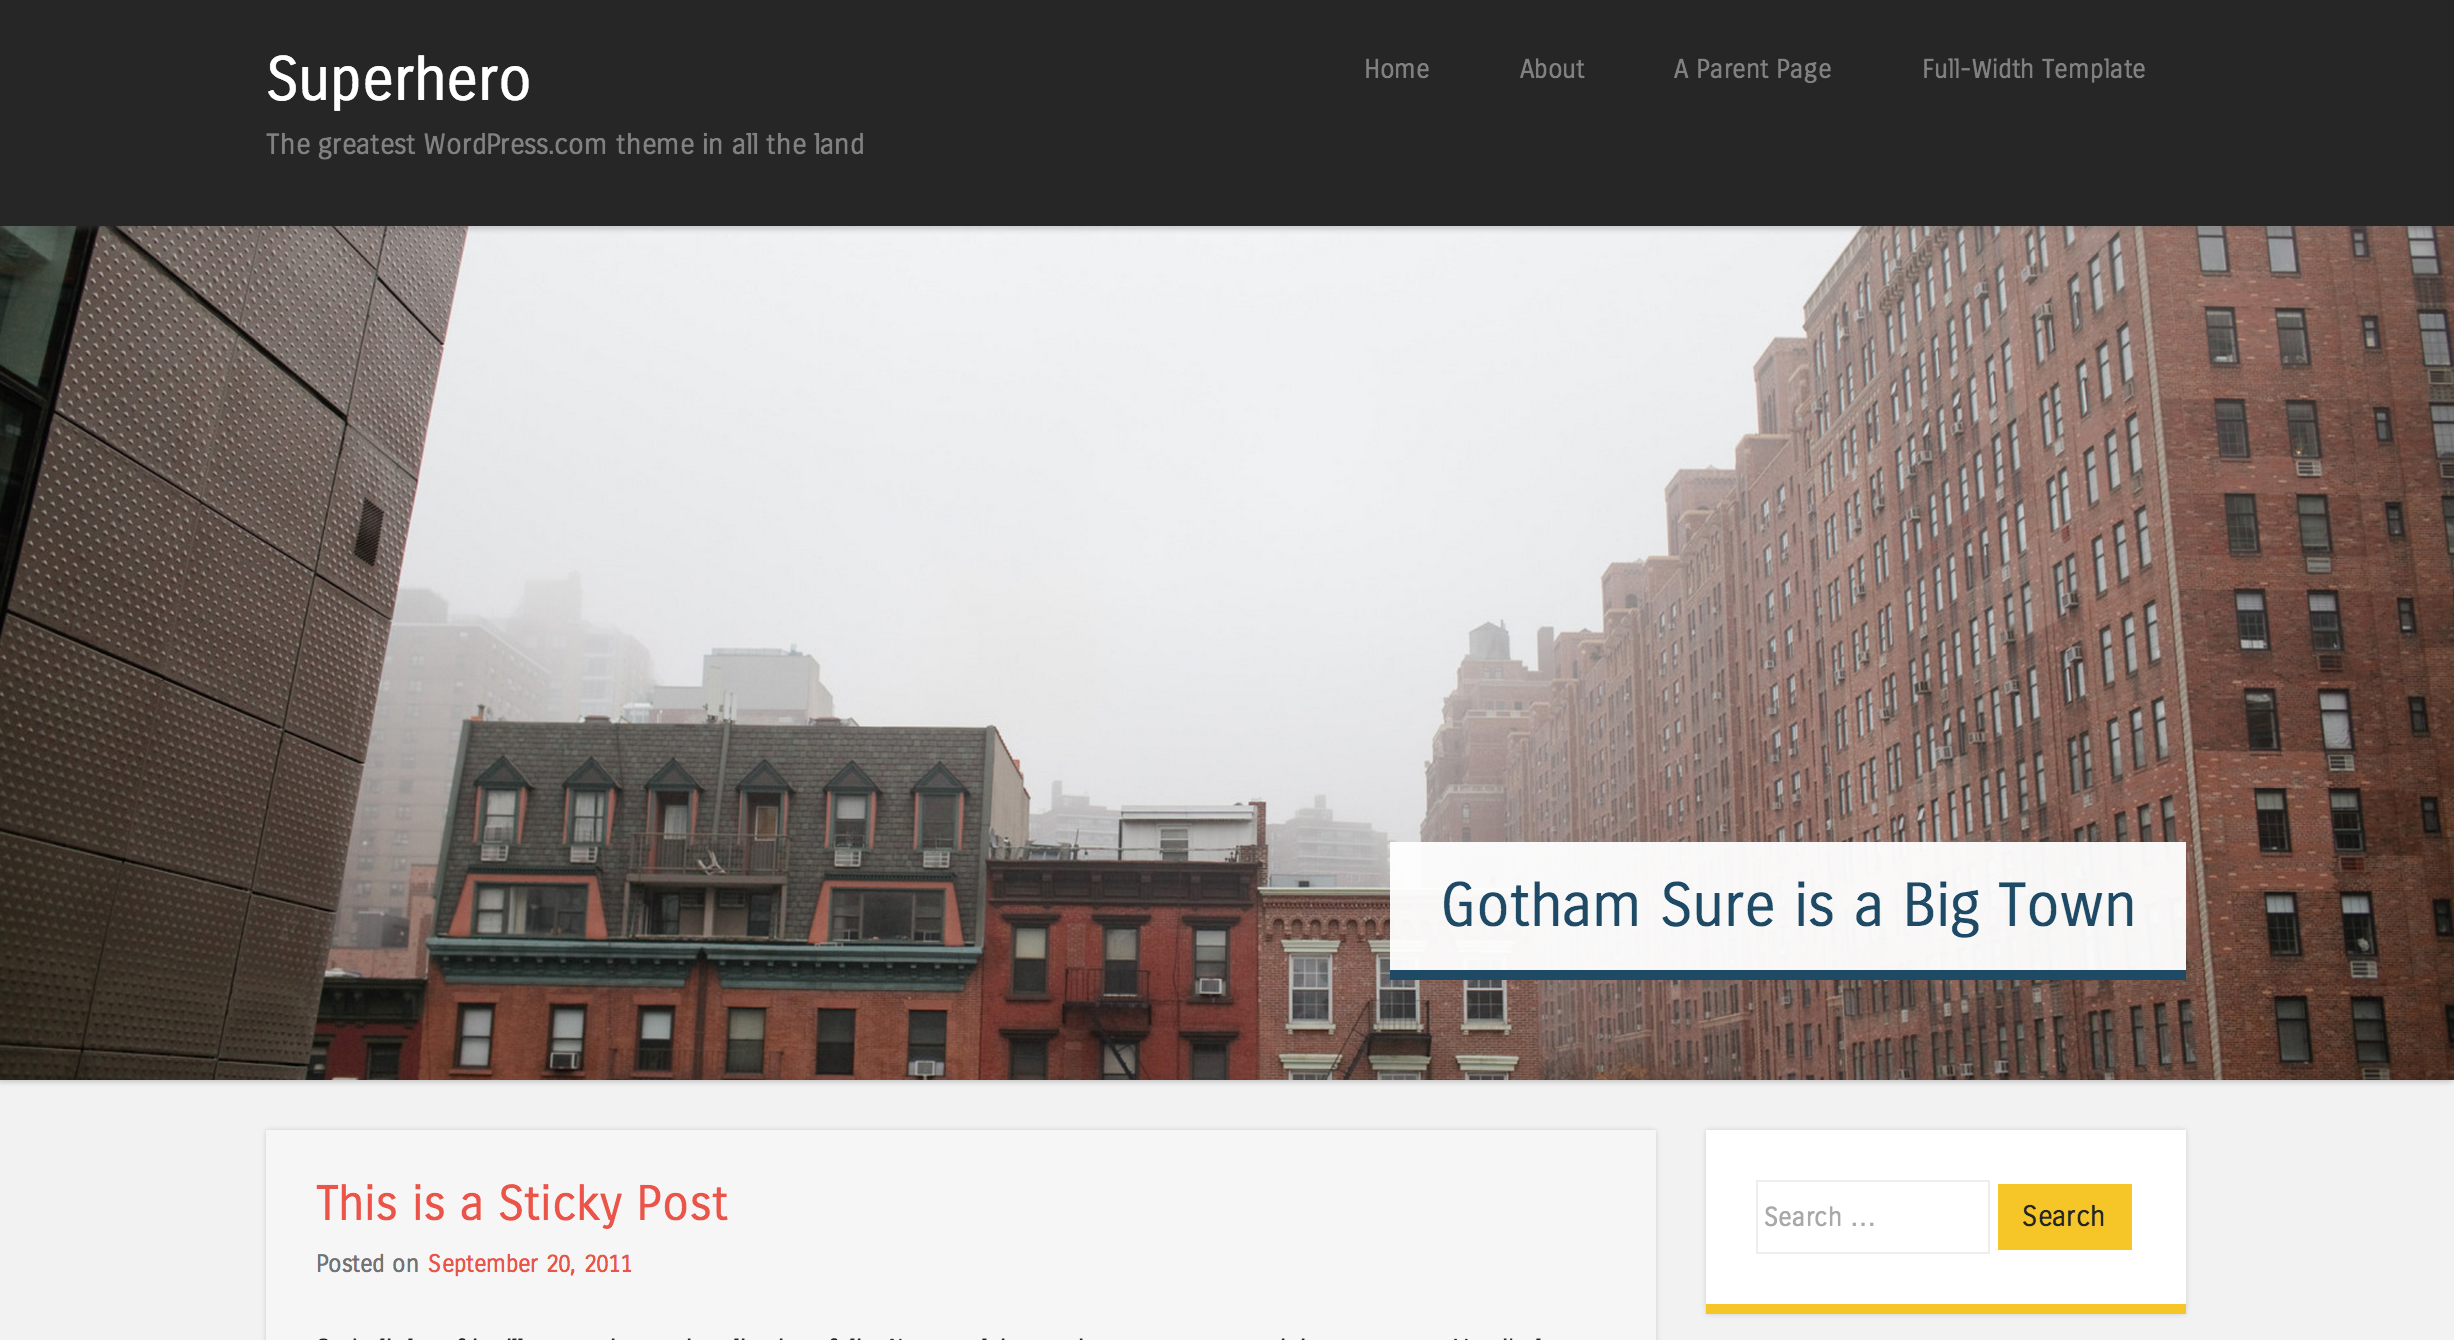 Superhero
The greatest WordPress.com theme in all the land
Home About A Parent Page Full-Width Template
Gotham Sure is a Big Town
This is a Sticky Post
Posted on September 20, 2011
Search ... Search